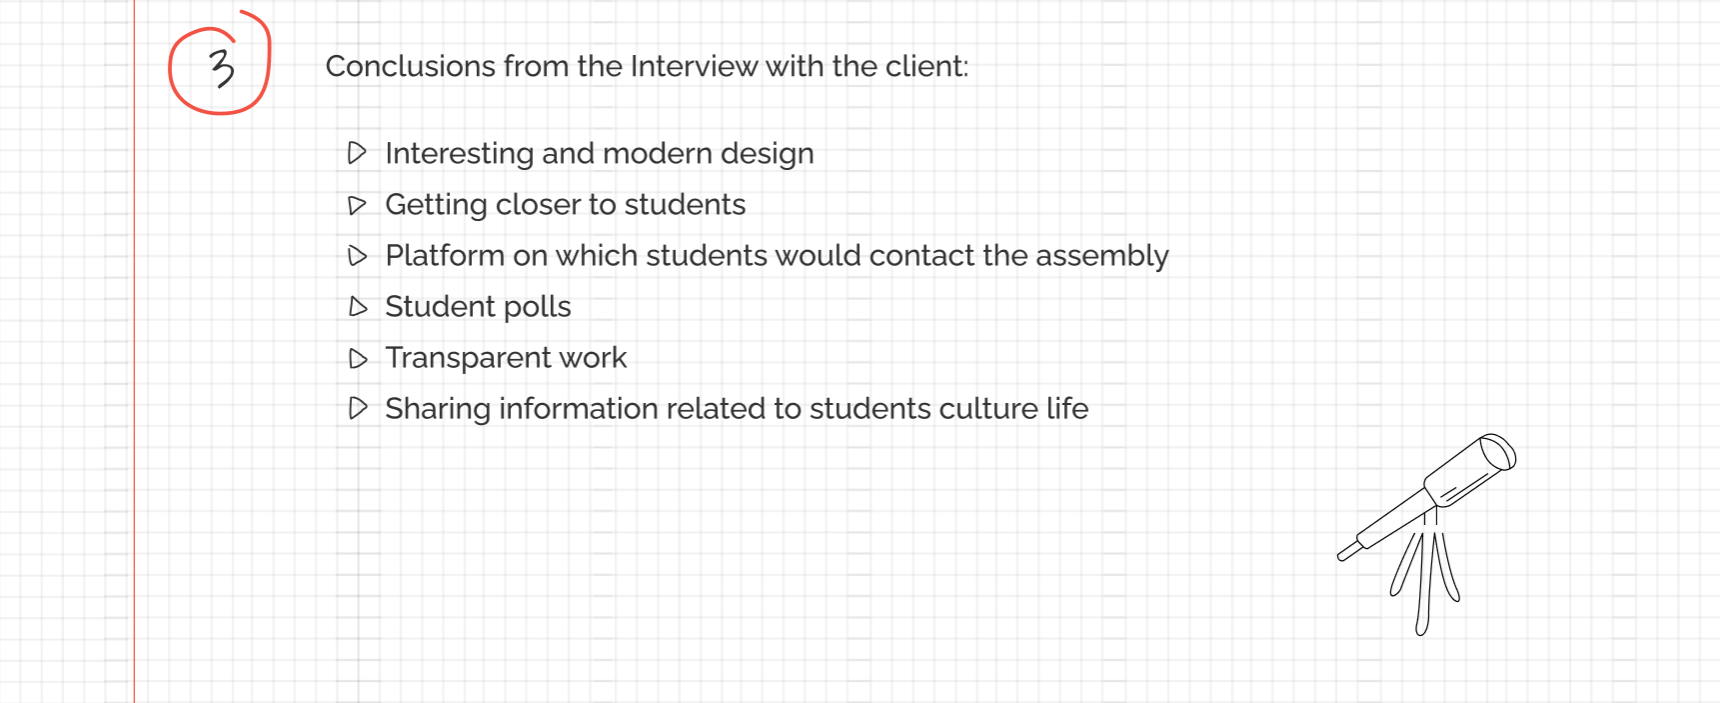 3
Conclusions from the Interview with the client:
Interesting and modern design
Getting closer to students
Platform on which students would contact the assembly
Student polls
Transparent work
Sharing information related to students culture life